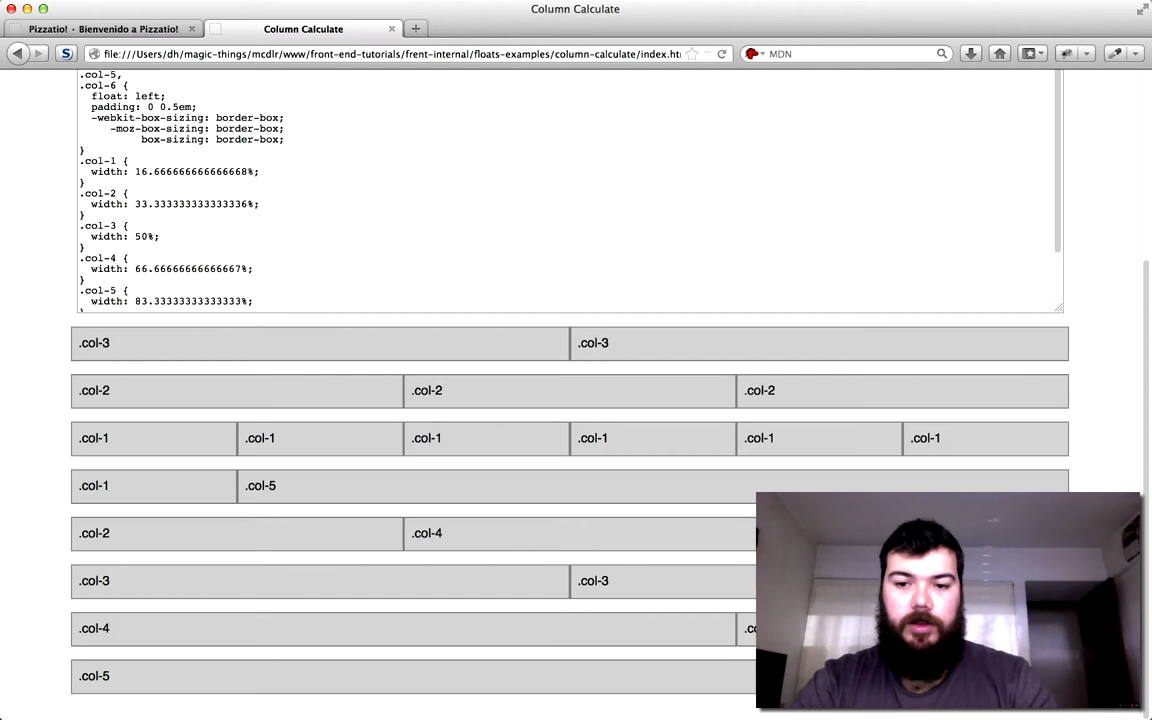 Column Calculate
Pizzatio! · Bienvenido a Pizzatio!
Column Calculate
file:///Users/dh/magic-things/mcdlr/www/front-end-tutorials/frent-internal/floats-examples/column-calculate/index.ht
MDN
.col-5,
.col-6 {
float: left;
padding: 0 0.5em;
-webkit-box-sizing: border-box;
-moz-box-sizing: border-box;
box-sizing: border-box;
}
.col-1 {
width: 16.666666666666668%;
}
.col-2 {
width: 33.333333333333336%;
}
.col-3 {
width: 50%;
}
.col-4 {
width: 66.66666666666667%;
}
.col-5 {
width: 83.33333333333333%;
.col-3 .col-3
.col-2 .col-2 .col-2
.col-1 .col-1 .col-1 .col-1 .col-1 .col-1
.col-1 .col-5
.col-2 .col-4
.col-3 .col-3
.col-4
.col-5